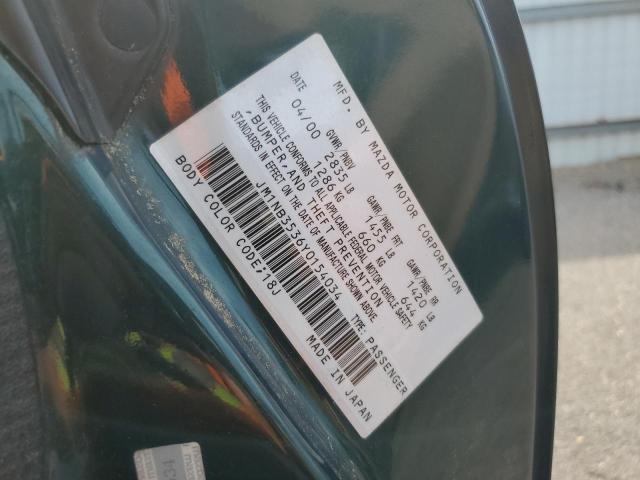 MFD. BY MAZDA MOTOR CORPORATION
DATE GVWR/PNBV GAWR/PNBE FRT GAWR/PNBE RR
04/00 2835 LB 1455 LB 1420 LB
1286 KG 660 KG 644 KG
THIS VEHICLE CONFORMS TO ALL APPLICABLE FEDERAL MOTOR VEHICLE SAFETY
,BUMPER, AND THEFT PREVENTION
STANDARDS IN EFFECT ON THE DATE OF MANUFACTURE SHOWN ABOVE.
JM1NB3536Y0154034 TYPE: PASSENGER
BODY COLOR CODE:18J MADE IN JAPAN